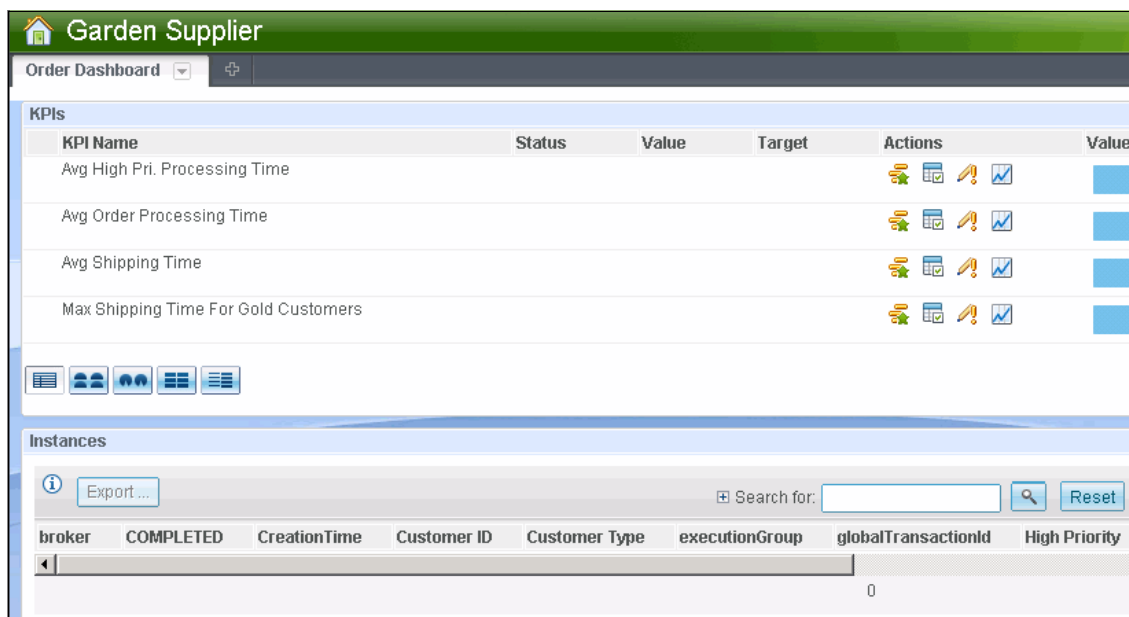 Garden Supplier
Order Dashboard
KPIs
KPI Name Status Value Target Actions Value
Avg High Pri. Processing Time
Avg Order Processing Time
Avg Shipping Time
Max Shipping Time For Gold Customers
Instances
Export ... Search for: Reset
broker COMPLETED CreationTime Customer ID Customer Type executionGroup globalTransactionId High Priority
0